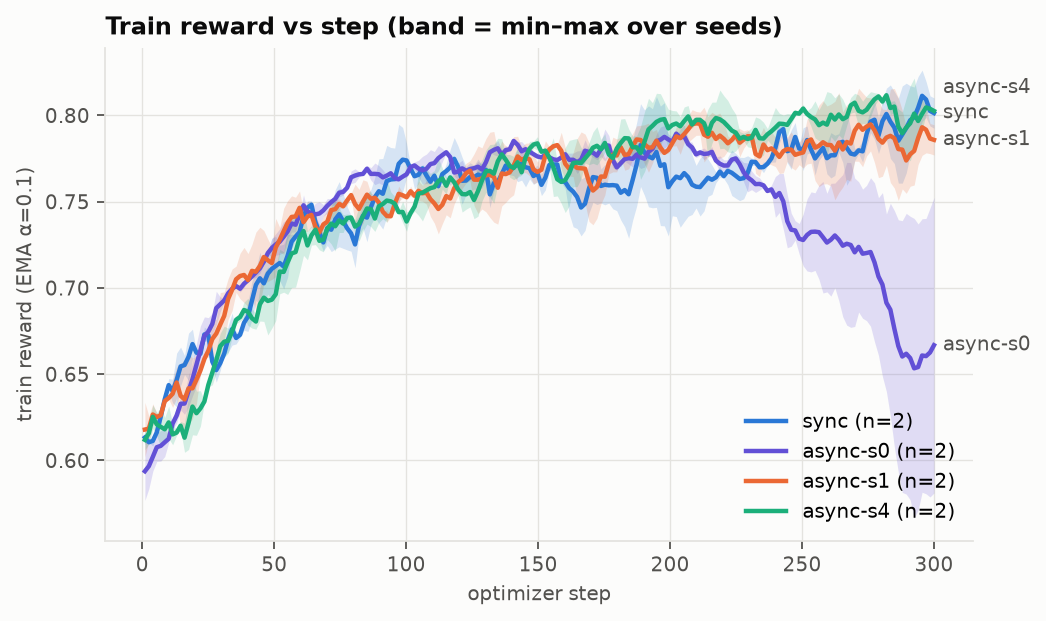 Train reward vs step (band = min–max over seeds)
train reward (EMA α=0.1)
0.80
0.75
0.70
0.65
0.60
async-s4
sync
async-s1
async-s0
sync (n=2)
async-s0 (n=2)
async-s1 (n=2)
async-s4 (n=2)
0
50
100
150
200
250
300
optimizer step